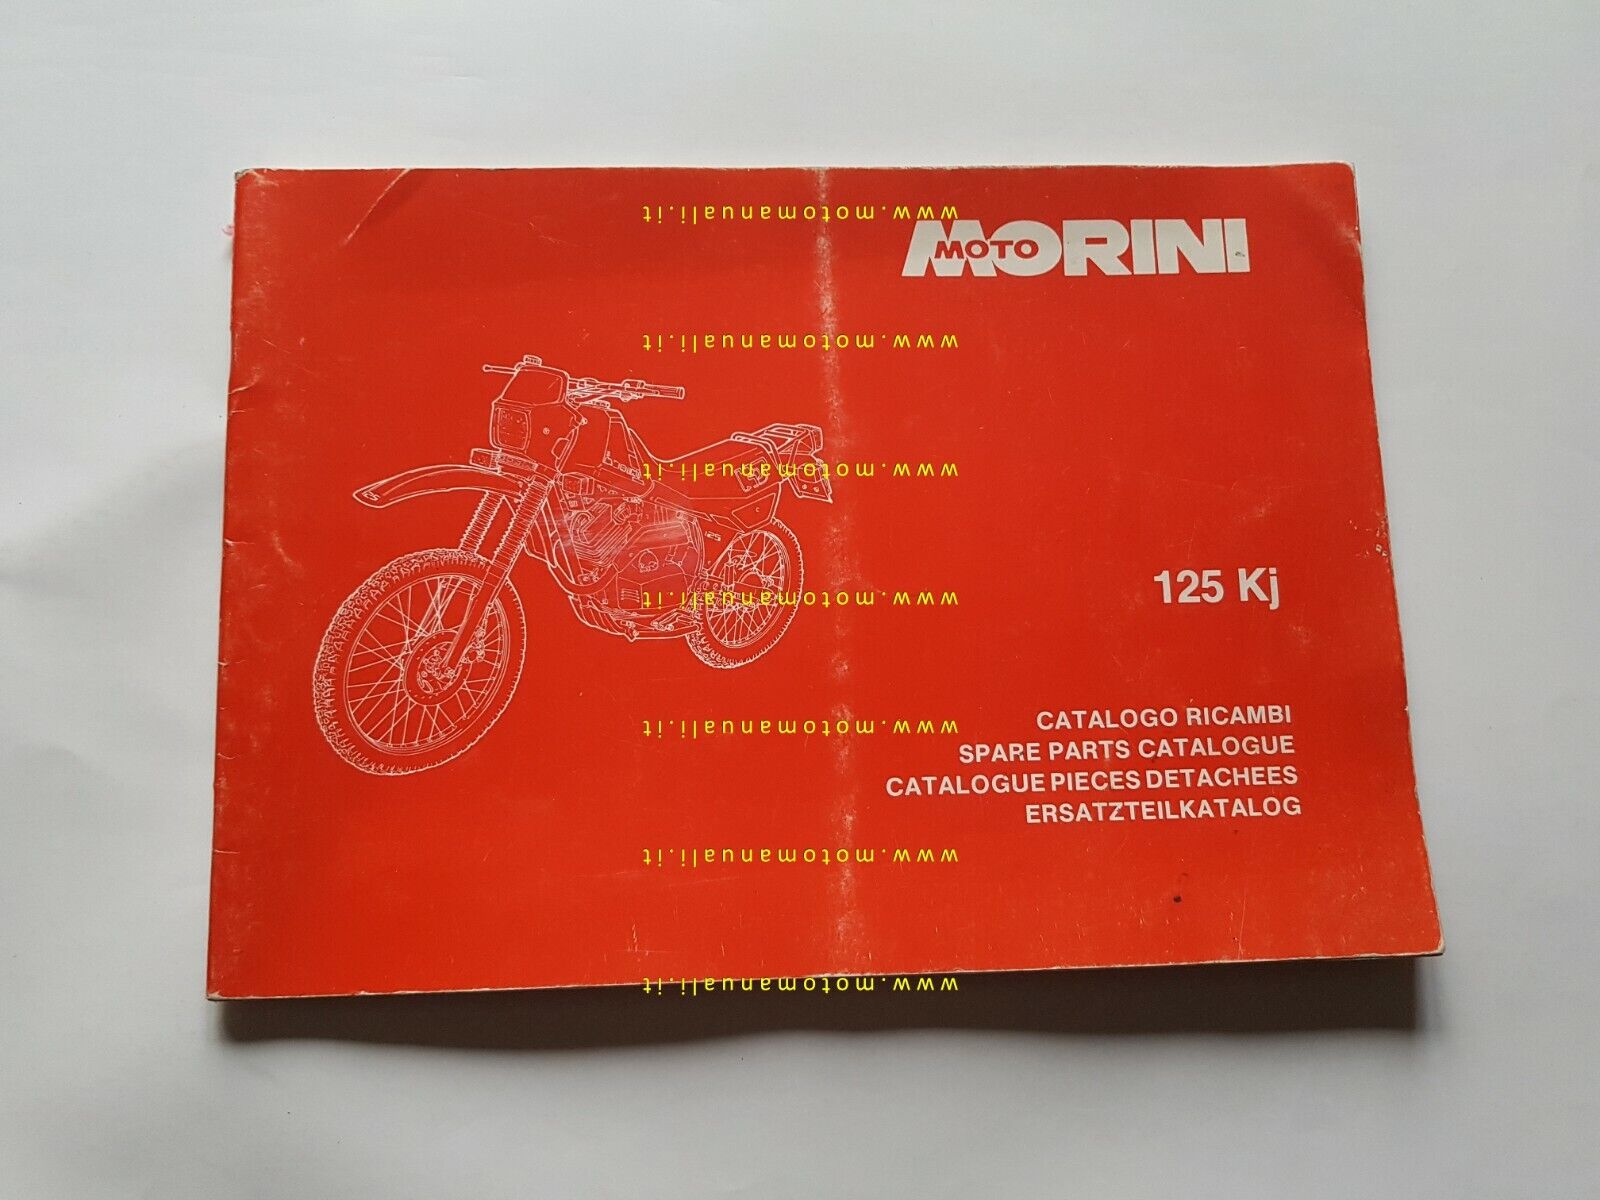 www.motomanuali.it
MOTO MORINI
www.motomanuali.it
www.motomanuali.it
125
125 Kj
www.motomanuali.it
CATALOGO RICAMBI
www.motomanuali.it
SPARE PARTS CATALOGUE
CATALOGUE PIECES DETACHEES
ERSATZTEILKATALOG
www.motomanuali.it
www.motomanuali.it